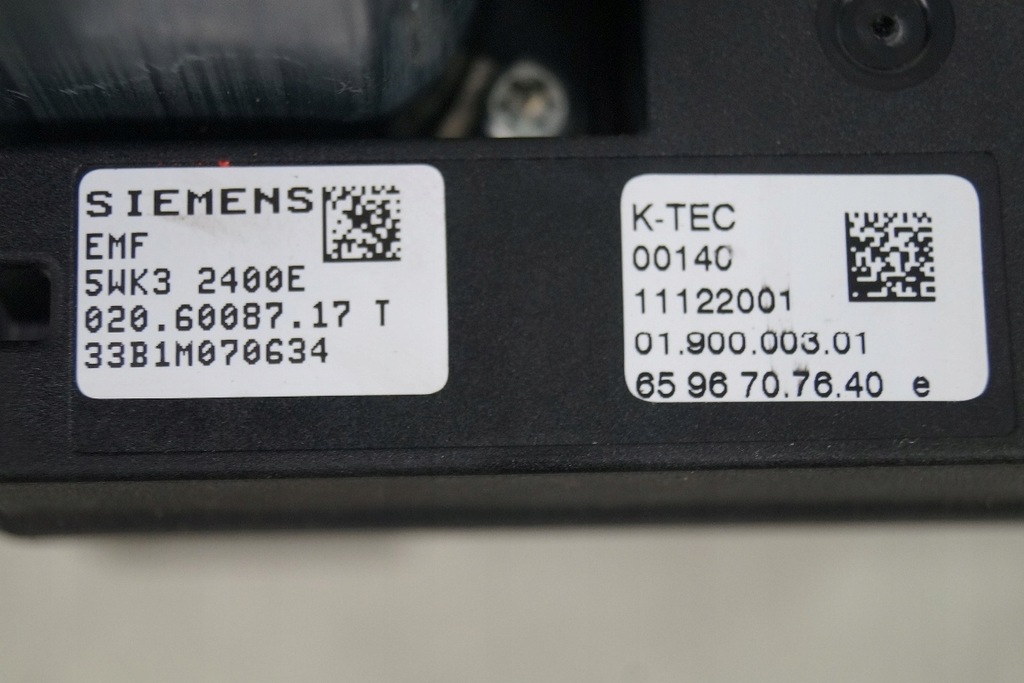 SIEMENS
EMF
5WK3 2400E
020.60087.17 T
33B1M070634
K-TEC
00140
11122001
01.900.003.01
65 96 70.76.40 e